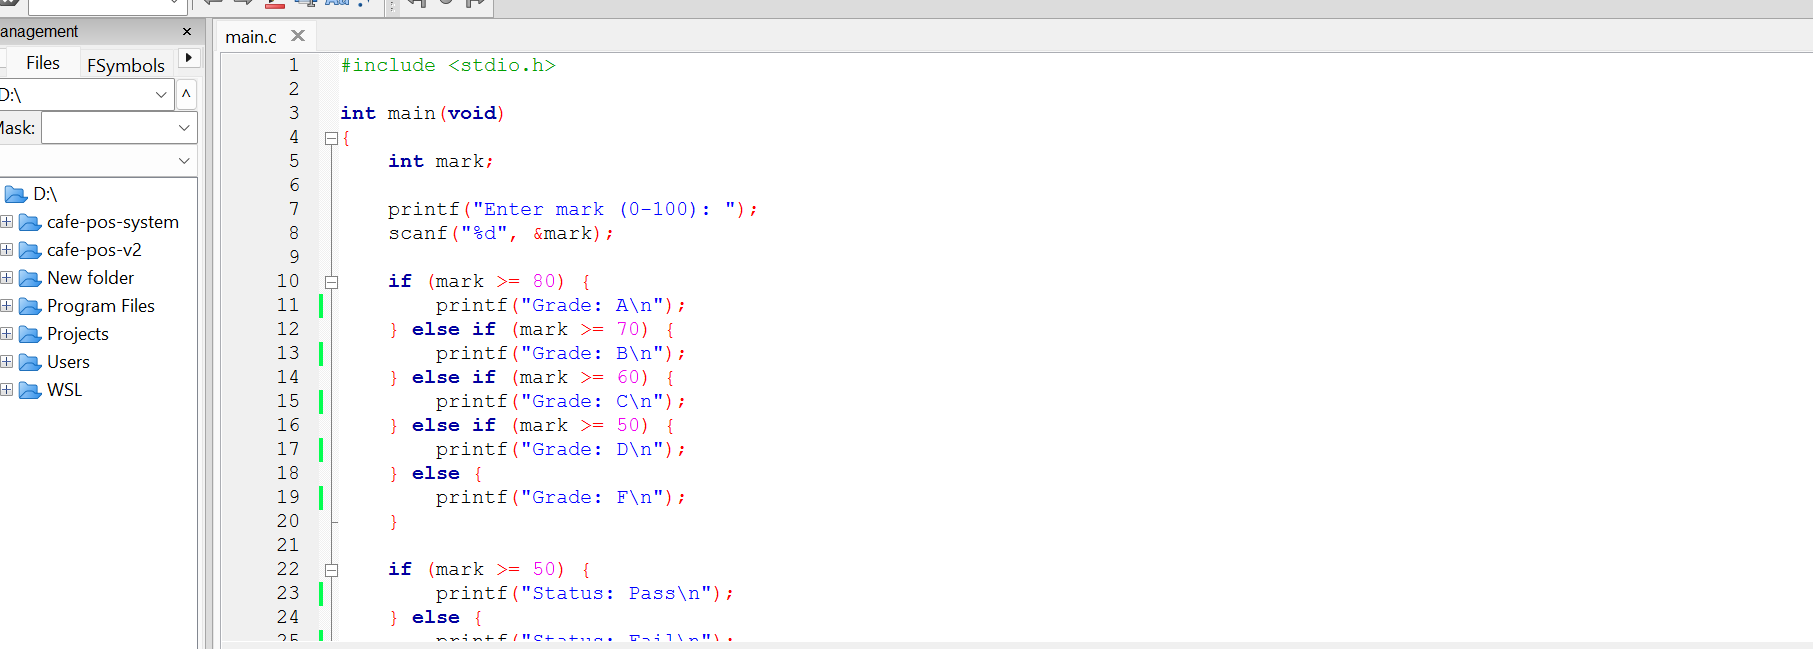 anagement ×
Files FSymbols
D:\ ^
Mask:
D:\
cafe-pos-system
cafe-pos-v2
New folder
Program Files
Projects
Users
WSL
main.c
1 #include <stdio.h>
2
3 int main(void)
4 {
5 int mark;
6
7 printf("Enter mark (0-100): ");
8 scanf("%d", &mark);
9
10 if (mark >= 80) {
11 printf("Grade: A\n");
12 } else if (mark >= 70) {
13 printf("Grade: B\n");
14 } else if (mark >= 60) {
15 printf("Grade: C\n");
16 } else if (mark >= 50) {
17 printf("Grade: D\n");
18 } else {
19 printf("Grade: F\n");
20 }
21
22 if (mark >= 50) {
23 printf("Status: Pass\n");
24 } else {
25 printf("Status: Fail\n");